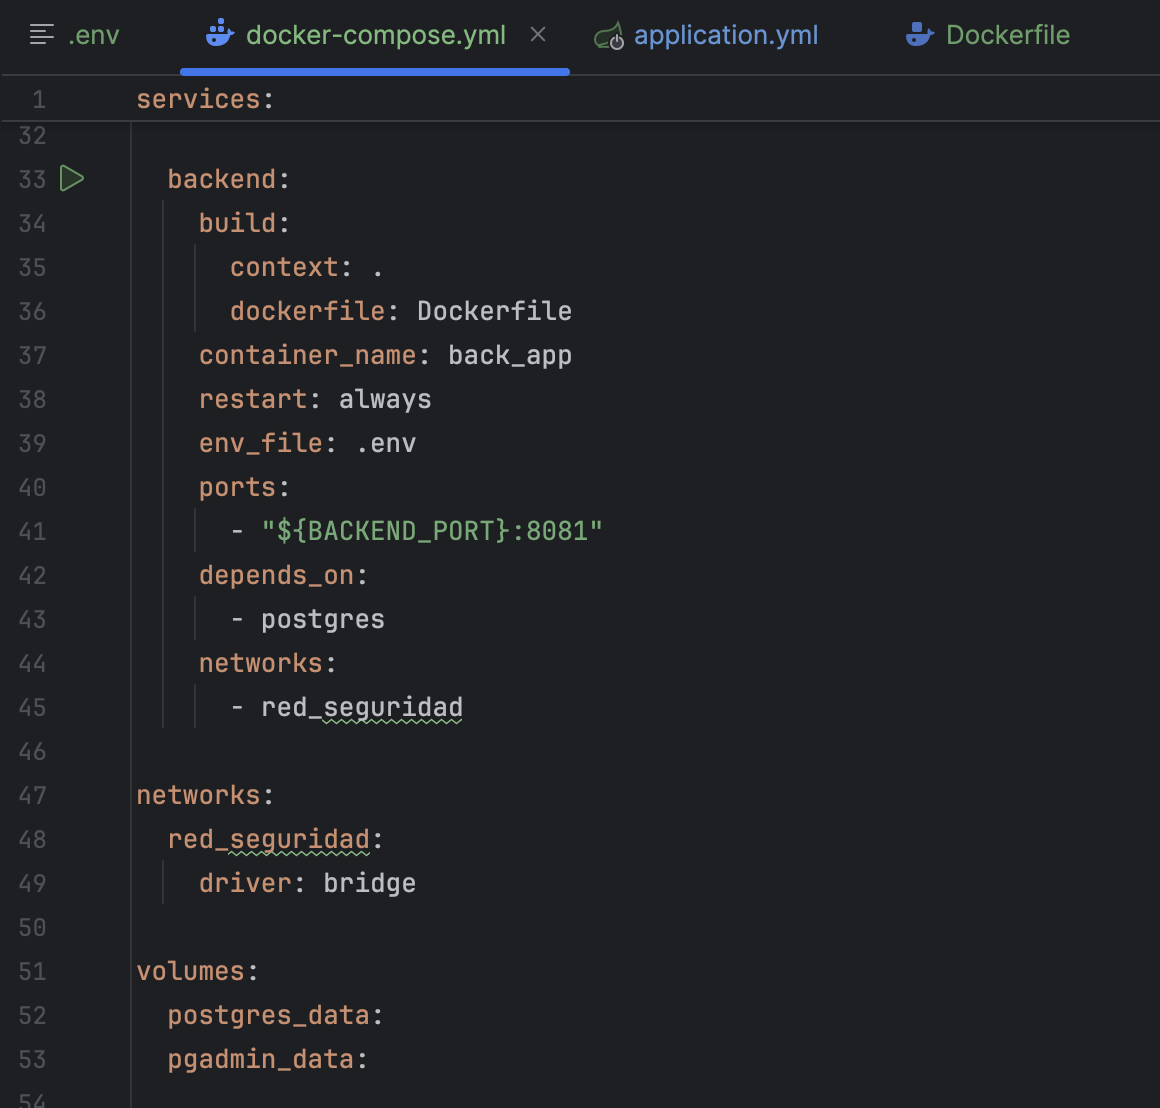 .env docker-compose.yml application.yml Dockerfile
1 services:
32
33 backend:
34 build:
35 context: .
36 dockerfile: Dockerfile
37 container_name: back_app
38 restart: always
39 env_file: .env
40 ports:
41 - "${BACKEND_PORT}:8081"
42 depends_on:
43 - postgres
44 networks:
45 - red_seguridad
46
47 networks:
48 red_seguridad:
49 driver: bridge
50
51 volumes:
52 postgres_data:
53 pgadmin_data:
54